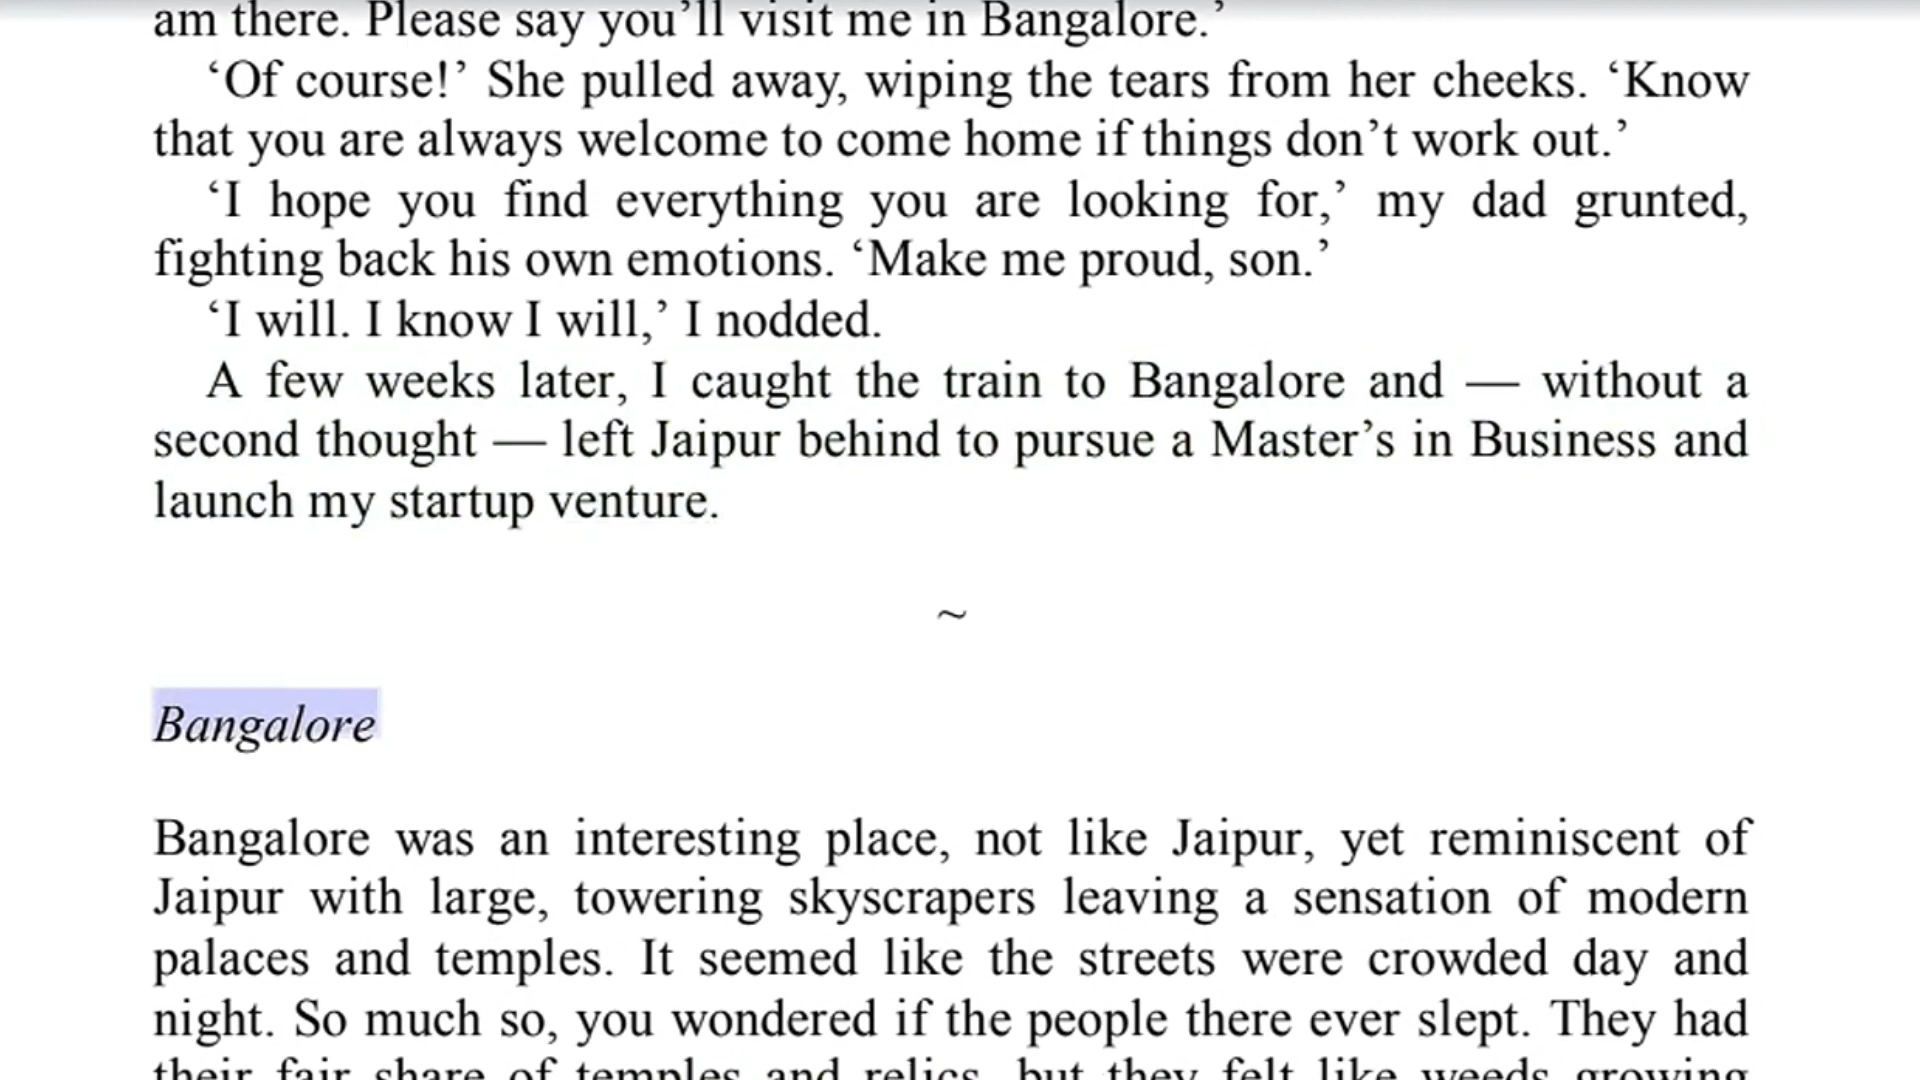 am there. Please say you’ll visit me in Bangalore.’
‘Of course!’ She pulled away, wiping the tears from her cheeks. ‘Know
that you are always welcome to come home if things don’t work out.’
‘I hope you find everything you are looking for,’ my dad grunted,
fighting back his own emotions. ‘Make me proud, son.’
‘I will. I know I will,’ I nodded.
A few weeks later, I caught the train to Bangalore and — without a
second thought — left Jaipur behind to pursue a Master’s in Business and
launch my startup venture.
~
Bangalore
Bangalore was an interesting place, not like Jaipur, yet reminiscent of
Jaipur with large, towering skyscrapers leaving a sensation of modern
palaces and temples. It seemed like the streets were crowded day and
night. So much so, you wondered if the people there ever slept. They had
their fair share of temples and relics, but they felt like weeds growing